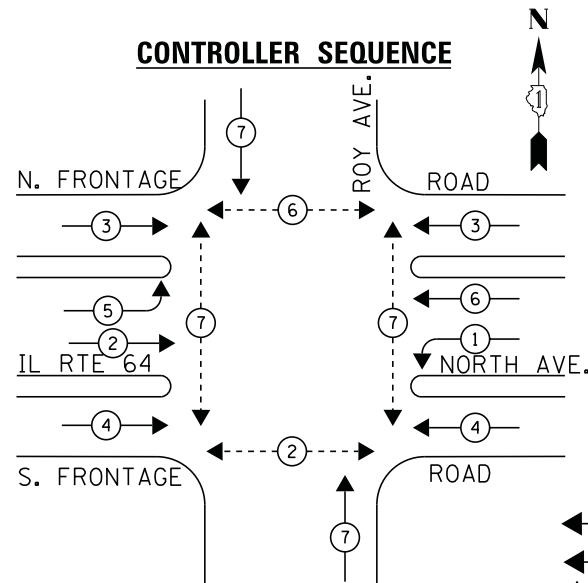 CONTROLLER SEQUENCE
N
1
7
ROY AVE.
N. FRONTAGE
ROAD
6
3
3
5
6
7
7
2
1
IL RTE 64
NORTH AVE.
4
4
2
S. FRONTAGE
ROAD
7